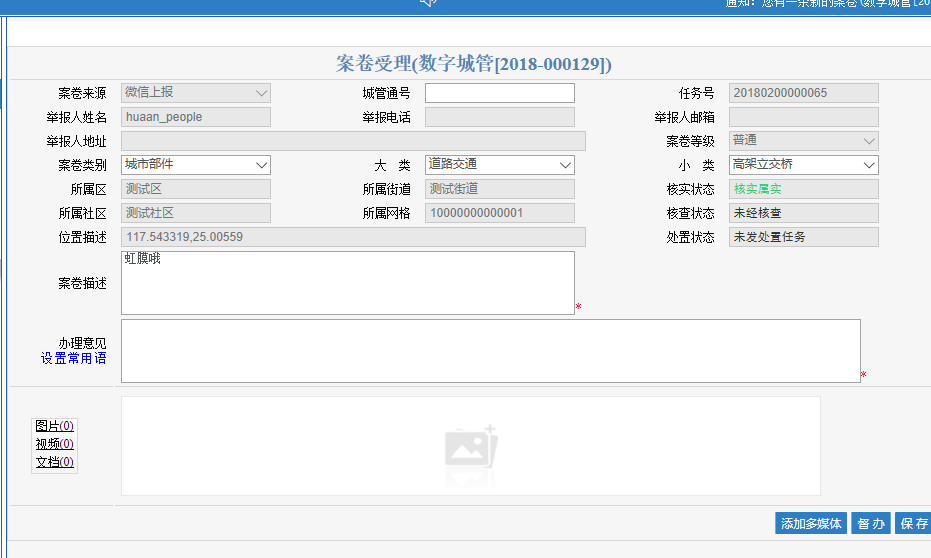 通知：您有一条新的案卷(数字城管[20
案卷受理(数字城管[2018-000129])
案卷来源 微信上报 城管通号 任务号 20180200000065
举报人姓名 huaan_people 举报电话 举报人邮箱
举报人地址 案卷等级 普通
案卷类别 城市部件 大 类 道路交通 小 类 高架立交桥
所属区 测试区 所属街道 测试街道 核实状态 核实属实
所属社区 测试社区 所属网格 10000000000001 核查状态 未经核查
位置描述 117.543319,25.00559 处置状态 未发处置任务
案卷描述 虹膜哦 *
办理意见 *
设置常用语
图片(0)
视频(0)
文档(0)
添加多媒体 督 办 保 存